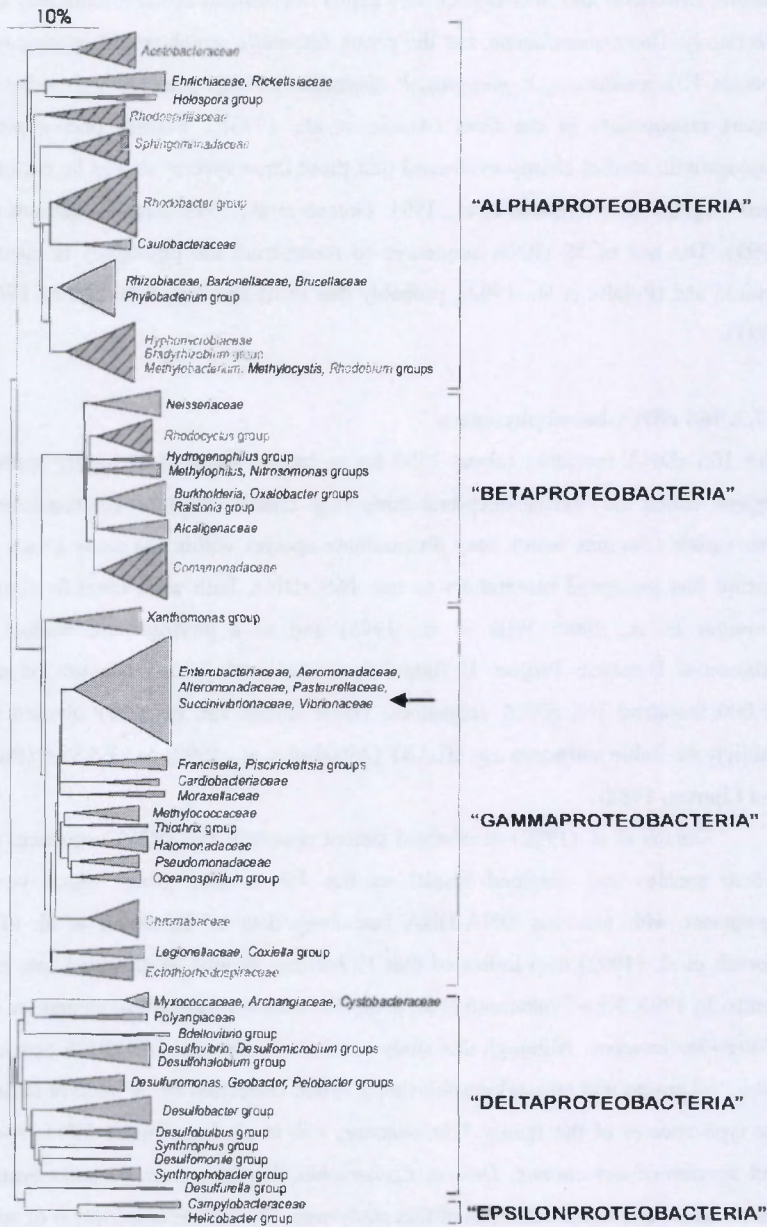 10%
Acetobacteraceae
Ehrlichiaceae, Rickettsiaceae
Holospora group
Rhodospirillaceae
Sphingomonadaceae
Rhodobacter group
"ALPHAPROTEOBACTERIA"
Caulobacteraceae
Rhizobiaceae, Bartonellaceae, Brucellaceae
Phyllobacterium group
Hyphomicrobiaceae
Bradyrhizobium group
Methylobacterium, Methylocystis, Rhodobium groups
Neisseriaceae
Rhodocyclus group
Hydrogenophilus group
Methylophilus, Nitrosomonas groups
Burkholderia, Oxalobacter groups
Ralstonia group
"BETAPROTEOBACTERIA"
Alcaligenaceae
Comamonadaceae
Xanthomonas group
Enterobacteriaceae, Aeromonadaceae,
Alteromonadaceae, Pasteurellaceae,
Succinivibrionaceae, Vibrionaceae
Francisella, Piscirickettsia groups
Cardiobacteriaceae
Moraxellaceae
Methylococcaceae
"GAMMAPROTEOBACTERIA"
Thiothrix group
Halomonadaceae
Pseudomonadaceae
Oceanospirillum group
Chromatiaceae
Legionellaceae, Coxiella group
Ectothiorhodospiraceae
Myxococcaceae, Archangiaceae, Cystobacteraceae
Polyangiaceae
Bdellovibrio group
Desulfovibrio, Desulfomicrobium groups
Desulfohalobium group
Desulfuromonas, Geobacter, Pelobacter groups
"DELTAPROTEOBACTERIA"
Desulfobacter group
Desulfobulbus group
Synthrophus group
Desulfomonile group
Synthrophobacter group
Desulfurella group
Campylobacteraceae
Helicobacter group
"EPSILONPROTEOBACTERIA"